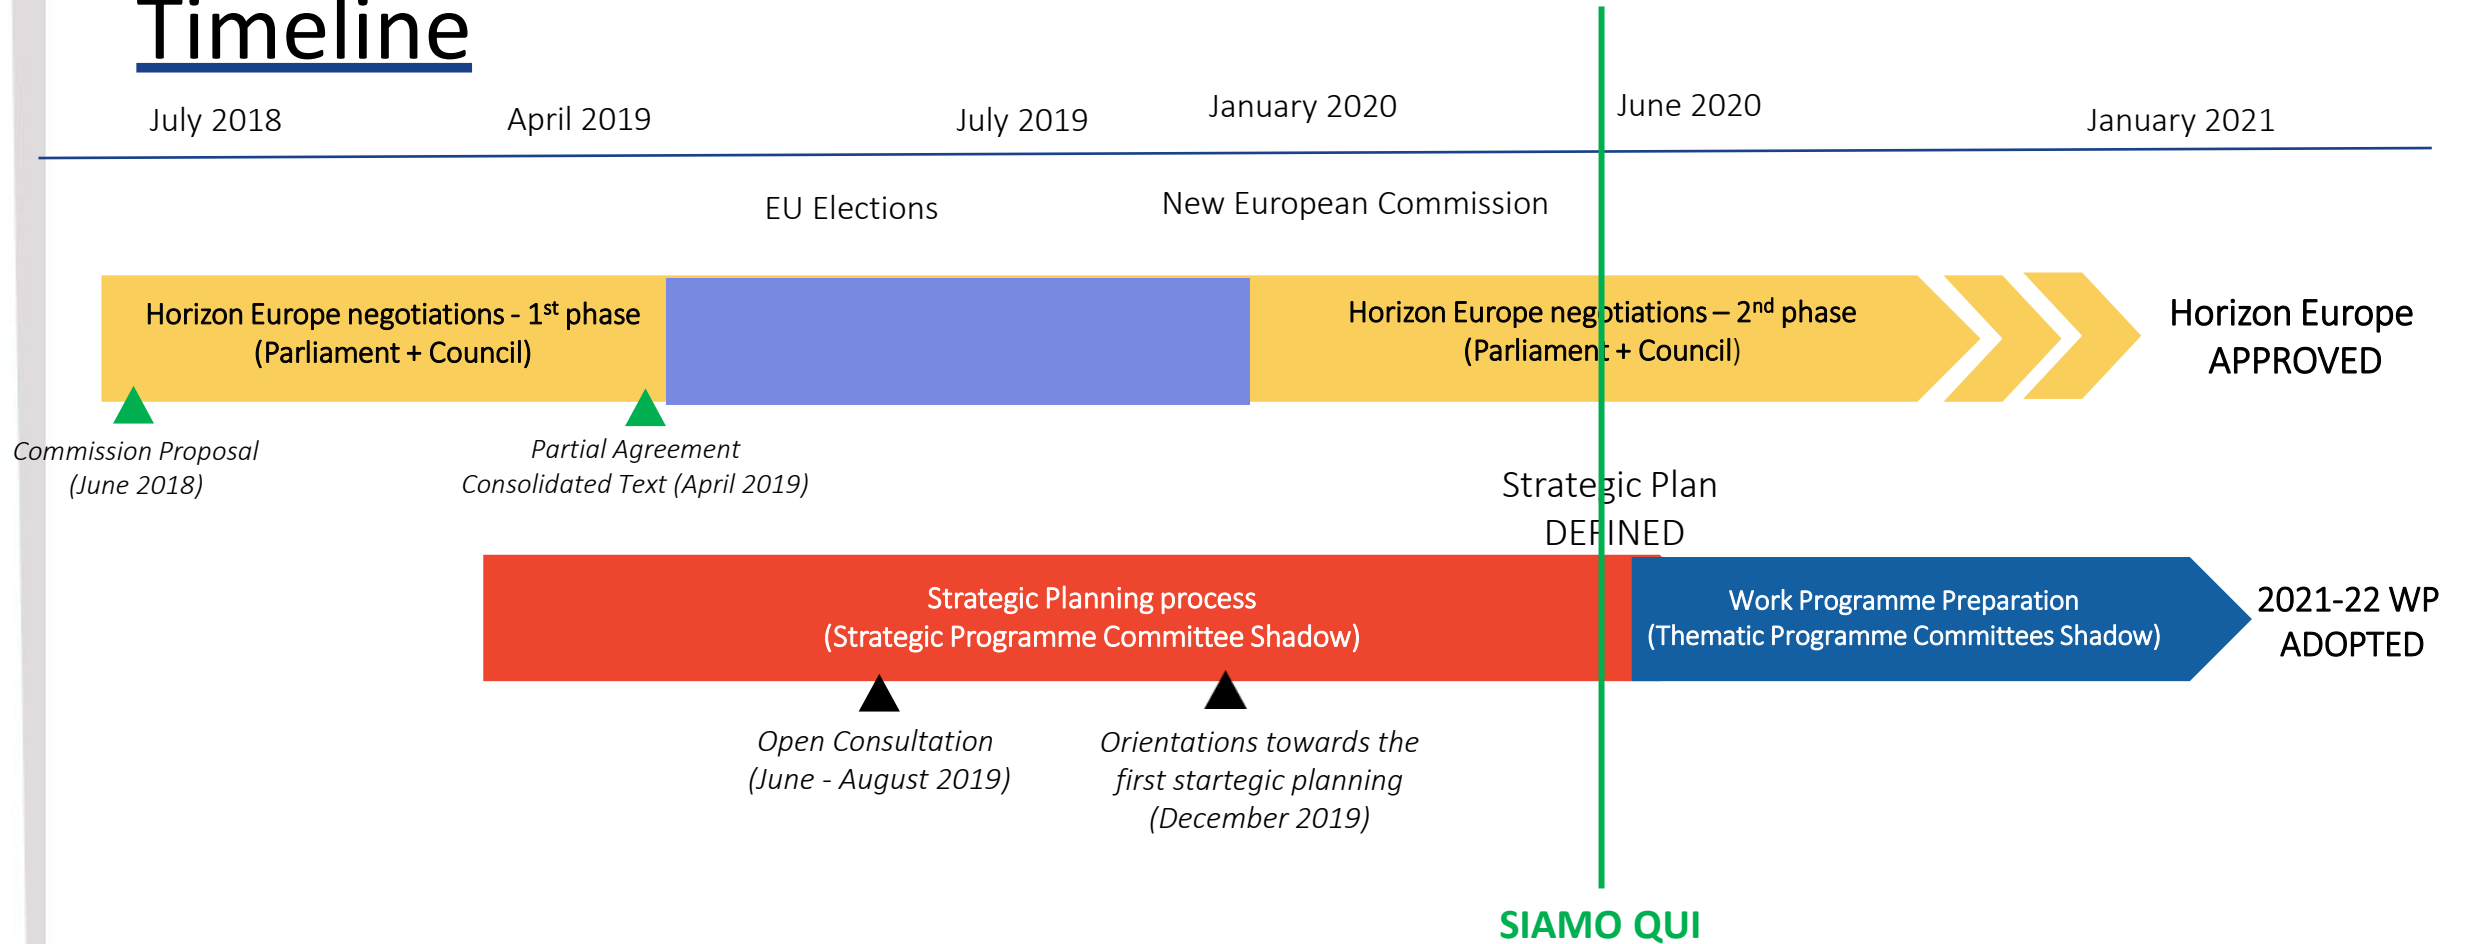 Timeline
July 2018
April 2019
July 2019
January 2020
June 2020
January 2021
EU Elections
New European Commission
Horizon Europe negotiations - 1st phase
(Parliament + Council)
Horizon Europe negotiations – 2nd phase
(Parliament + Council)
Horizon Europe
APPROVED
Commission Proposal
(June 2018)
Partial Agreement
Consolidated Text (April 2019)
Strategic Plan
DEFINED
Strategic Planning process
(Strategic Programme Committee Shadow)
Work Programme Preparation
(Thematic Programme Committees Shadow)
2021-22 WP
ADOPTED
Open Consultation
(June - August 2019)
Orientations towards the
first startegic planning
(December 2019)
SIAMO QUI